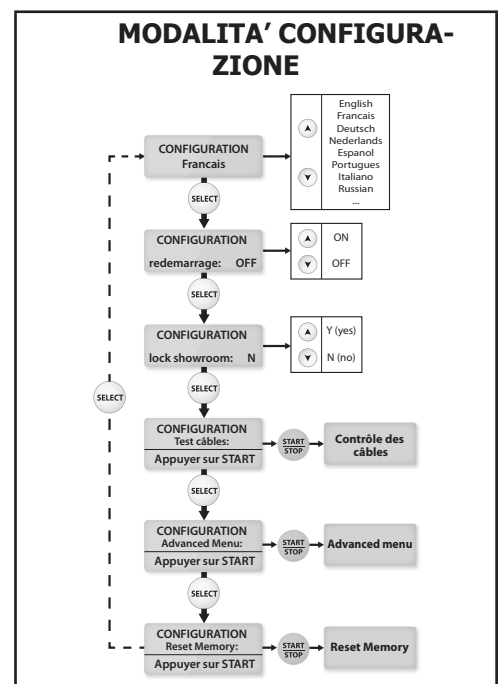 MODALITA’ CONFIGURA-
ZIONE
CONFIGURATION
Francais
English
Francais
Deutsch
Nederlands
Espanol
Portugues
Italiano
Russian
...
SELECT
CONFIGURATION
redemarrage: OFF
ON
OFF
SELECT
CONFIGURATION
lock showroom: N
Y (yes)
N (no)
SELECT
SELECT
CONFIGURATION
Test câbles:
Appuyer sur START
START
STOP
Contrôle des
câbles
SELECT
CONFIGURATION
Advanced Menu:
Appuyer sur START
START
STOP
Advanced menu
SELECT
CONFIGURATION
Reset Memory:
Appuyer sur START
START
STOP
Reset Memory